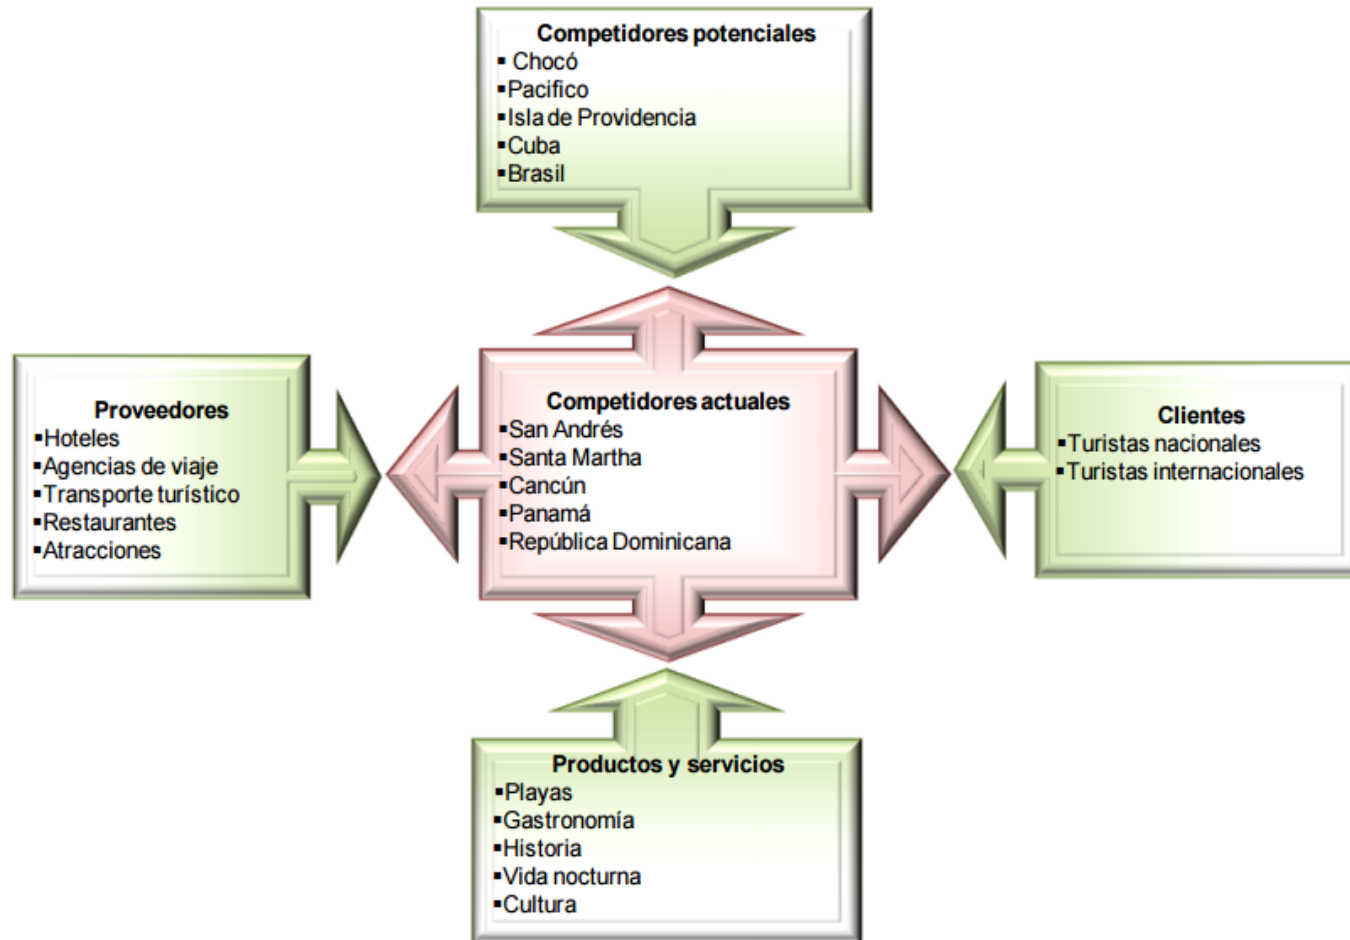 Competidores potenciales
▪ Chocó
▪Pacifico
▪Isla de Providencia
▪Cuba
▪Brasil
Proveedores
▪Hoteles
▪Agencias de viaje
▪Transporte turístico
▪Restaurantes
▪Atracciones
Competidores actuales
▪San Andrés
▪Santa Martha
▪Cancún
▪Panamá
▪República Dominicana
Clientes
▪Turistas nacionales
▪Turistas internacionales
Productos y servicios
▪Playas
▪Gastronomía
▪Historia
▪Vida nocturna
▪Cultura